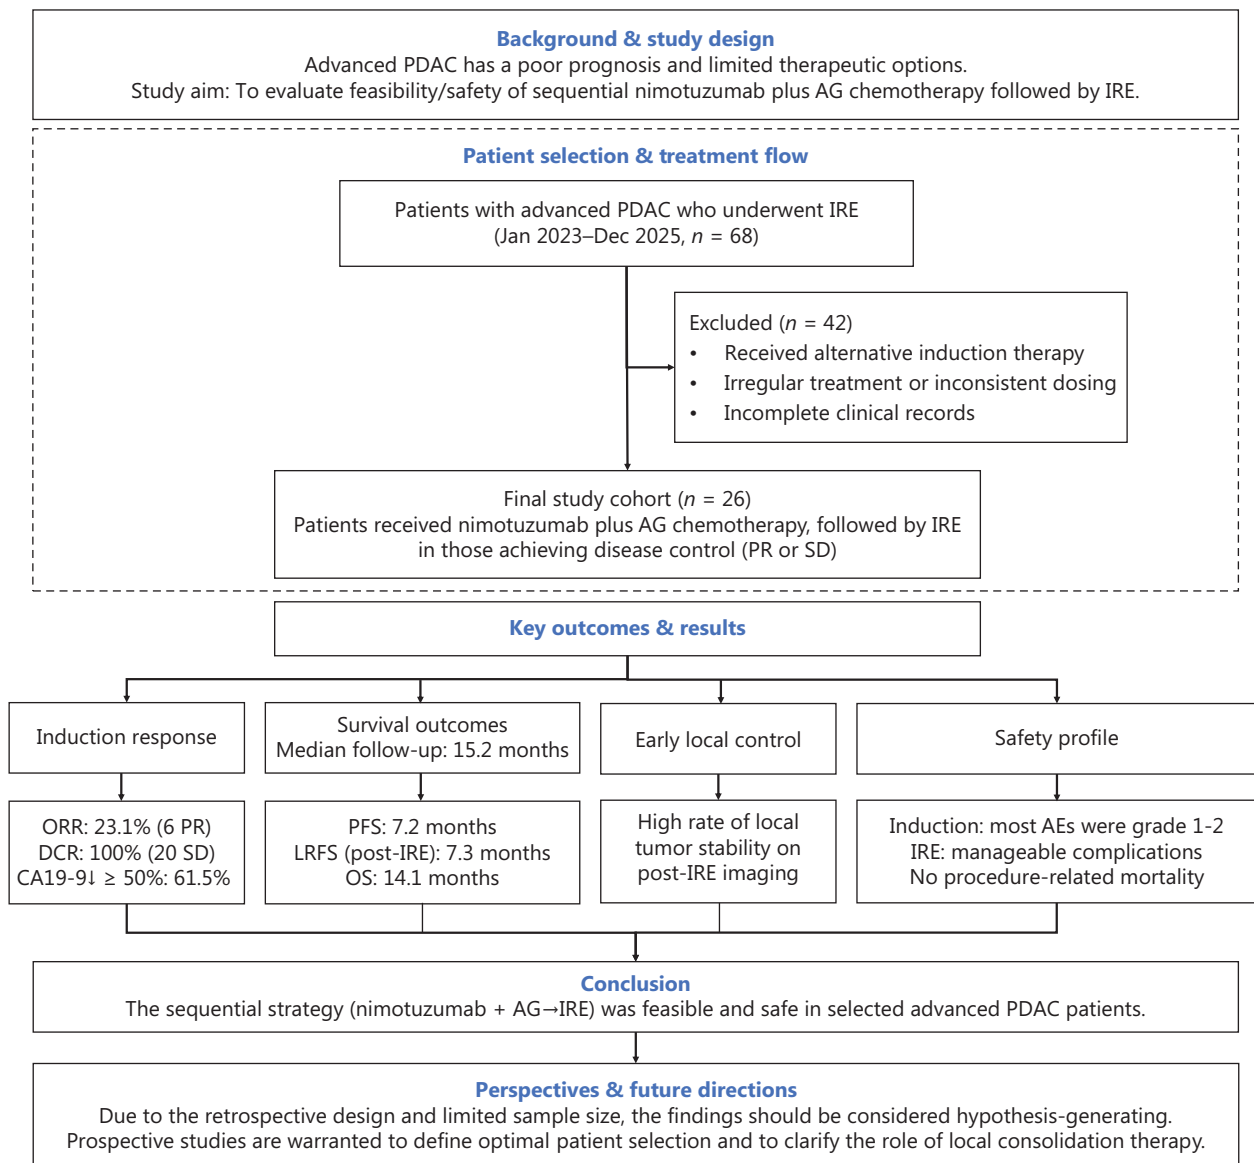 Background & study design
Advanced PDAC has a poor prognosis and limited therapeutic options.
Study aim: To evaluate feasibility/safety of sequential nimotuzumab plus AG chemotherapy followed by IRE.
Patient selection & treatment flow
Patients with advanced PDAC who underwent IRE
(Jan 2023–Dec 2025, n = 68)
Excluded (n = 42)
• Received alternative induction therapy
• Irregular treatment or inconsistent dosing
• Incomplete clinical records
Final study cohort (n = 26)
Patients received nimotuzumab plus AG chemotherapy, followed by IRE
in those achieving disease control (PR or SD)
Key outcomes & results
Induction response
Survival outcomes
Median follow-up: 15.2 months
Early local control
Safety profile
ORR: 23.1% (6 PR)
DCR: 100% (20 SD)
CA19-9↓ ≥ 50%: 61.5%
PFS: 7.2 months
LRFS (post-IRE): 7.3 months
OS: 14.1 months
High rate of local
tumor stability on
post-IRE imaging
Induction: most AEs were grade 1-2
IRE: manageable complications
No procedure-related mortality
Conclusion
The sequential strategy (nimotuzumab + AG→IRE) was feasible and safe in selected advanced PDAC patients.
Perspectives & future directions
Due to the retrospective design and limited sample size, the findings should be considered hypothesis-generating.
Prospective studies are warranted to define optimal patient selection and to clarify the role of local consolidation therapy.